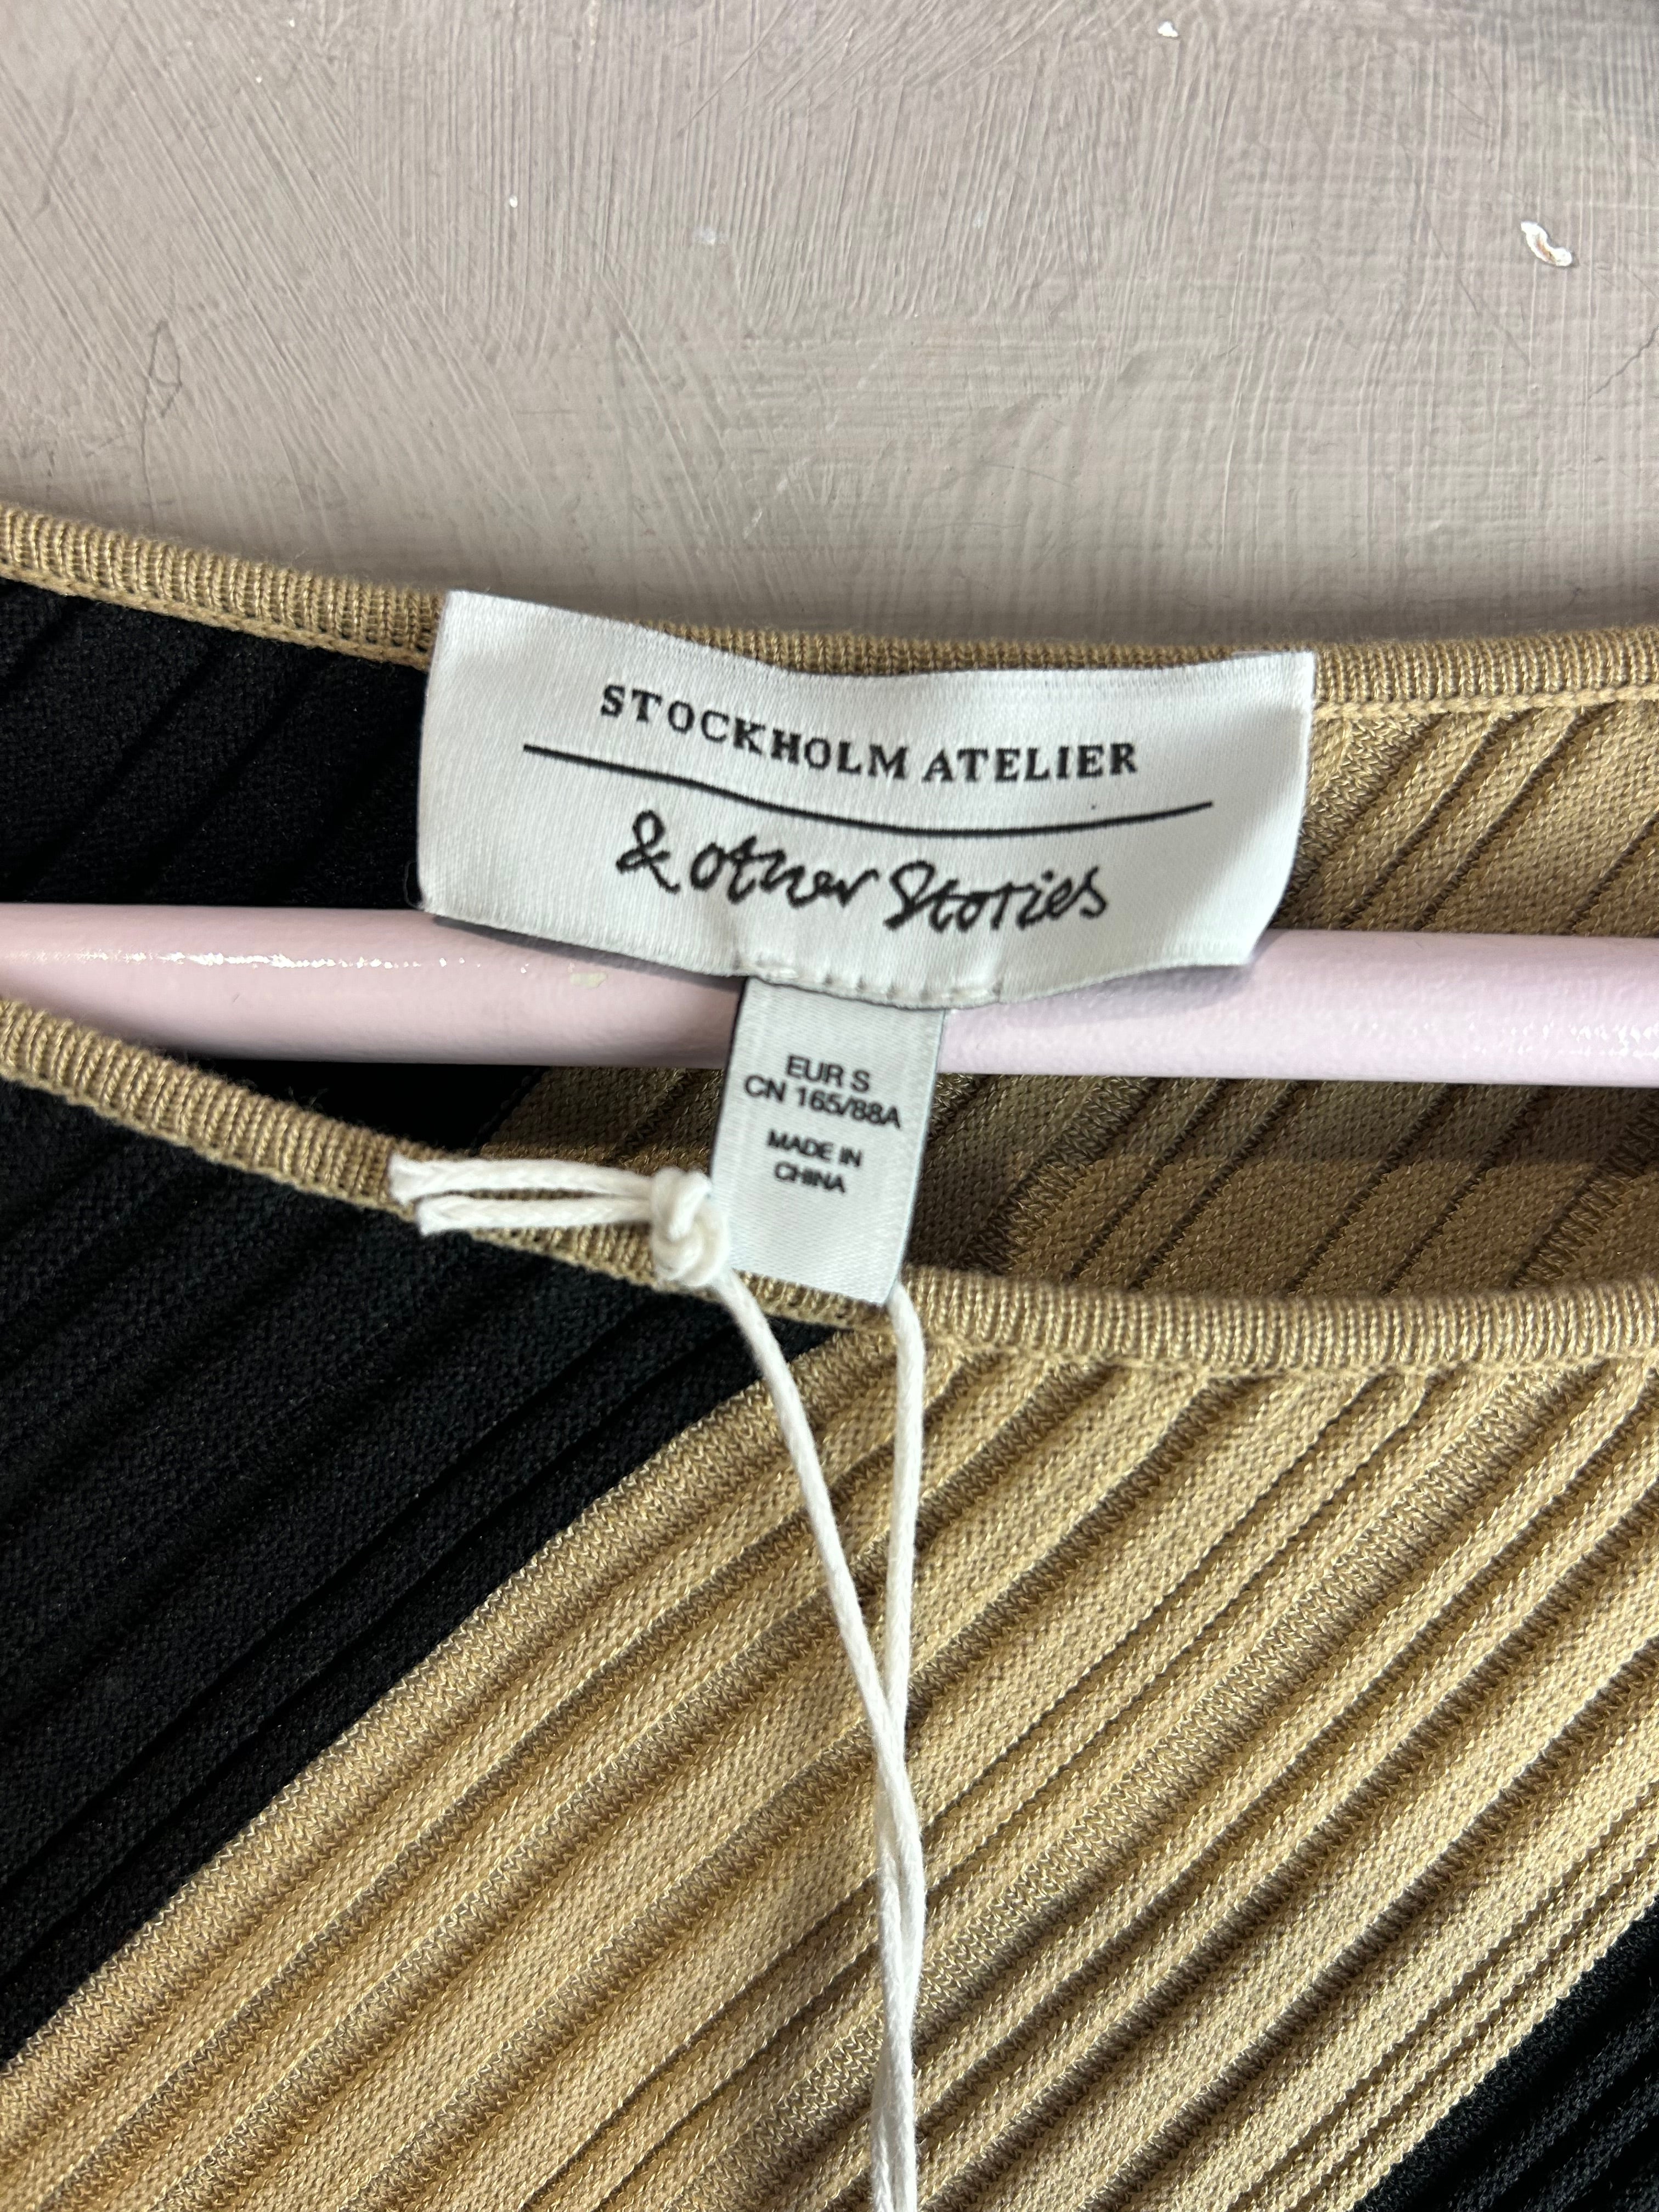 STOCKHOLM ATELIER
& other Stories
EUR S
CN 165/88A
MADE IN
CHINA